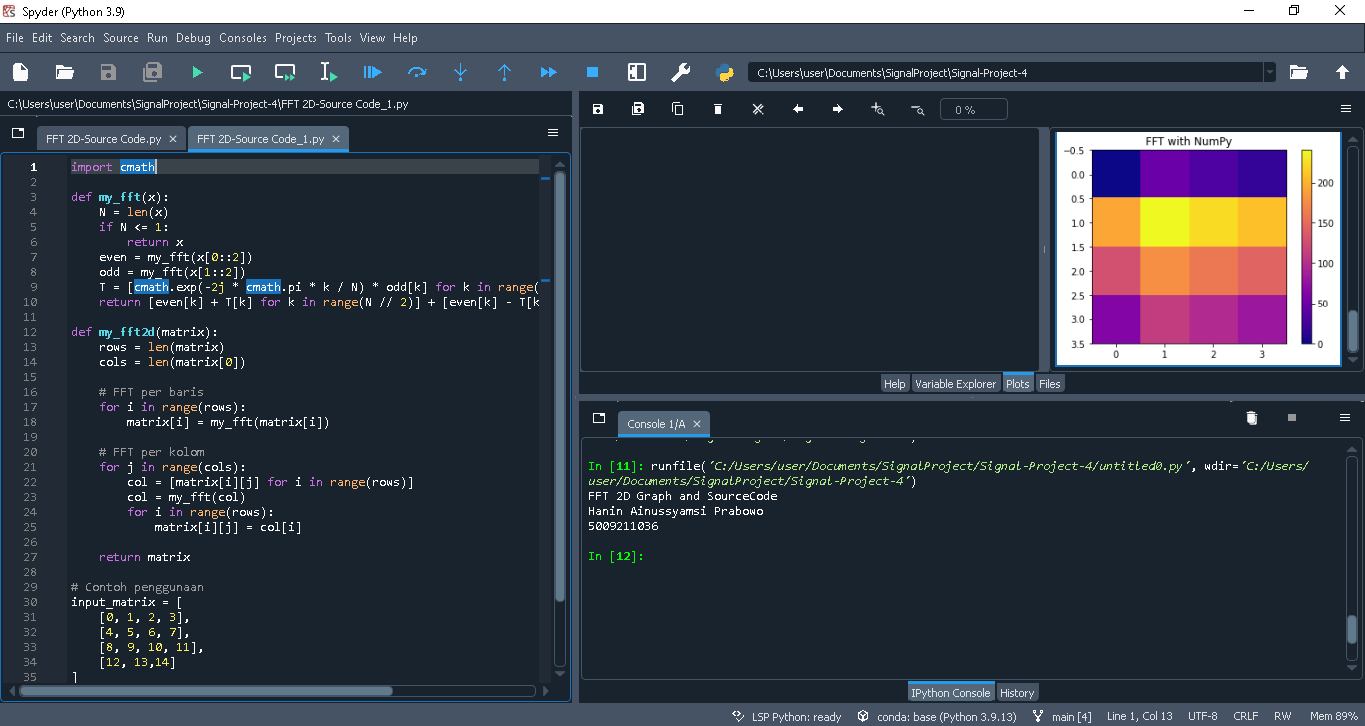 Spyder (Python 3.9)
File Edit Search Source Run Debug Consoles Projects Tools View Help
C:\Users\user\Documents\SignalProject\Signal-Project-4
C:\Users\user\Documents\SignalProject\Signal-Project-4\FFT 2D-Source Code_1.py
FFT 2D-Source Code.py
FFT 2D-Source Code_1.py
1 import cmath
2
3 def my_fft(x):
4     N = len(x)
5     if N <= 1:
6         return x
7     even = my_fft(x[0::2])
8     odd = my_fft(x[1::2])
9     T = [cmath.exp(-2j * cmath.pi * k / N) * odd[k] for k in range(
10     return [even[k] + T[k] for k in range(N // 2)] + [even[k] - T[k
11
12 def my_fft2d(matrix):
13     rows = len(matrix)
14     cols = len(matrix[0])
15
16     # FFT per baris
17     for i in range(rows):
18         matrix[i] = my_fft(matrix[i])
19
20     # FFT per kolom
21     for j in range(cols):
22         col = [matrix[i][j] for i in range(rows)]
23         col = my_fft(col)
24         for i in range(rows):
25             matrix[i][j] = col[i]
26
27     return matrix
28
29 # Contoh penggunaan
30 input_matrix = [
31     [0, 1, 2, 3],
32     [4, 5, 6, 7],
33     [8, 9, 10, 11],
34     [12, 13,14]
35 ]
0 %
FFT with NumPy
−0.5
0.0
0.5
1.0
1.5
2.0
2.5
3.0
3.5
0 1 2 3
200
150
100
50
0
Help Variable Explorer Plots Files
Console 1/A
In [11]: runfile('C:/Users/user/Documents/SignalProject/Signal-Project-4/untitled0.py', wdir='C:/Users/
user/Documents/SignalProject/Signal-Project-4')
FFT 2D Graph and SourceCode
Hanin Ainussyamsi Prabowo
5009211036
In [12]:
IPython Console History
LSP Python: ready conda: base (Python 3.9.13) main [4] Line 1, Col 13 UTF-8 CRLF RW Mem 89%